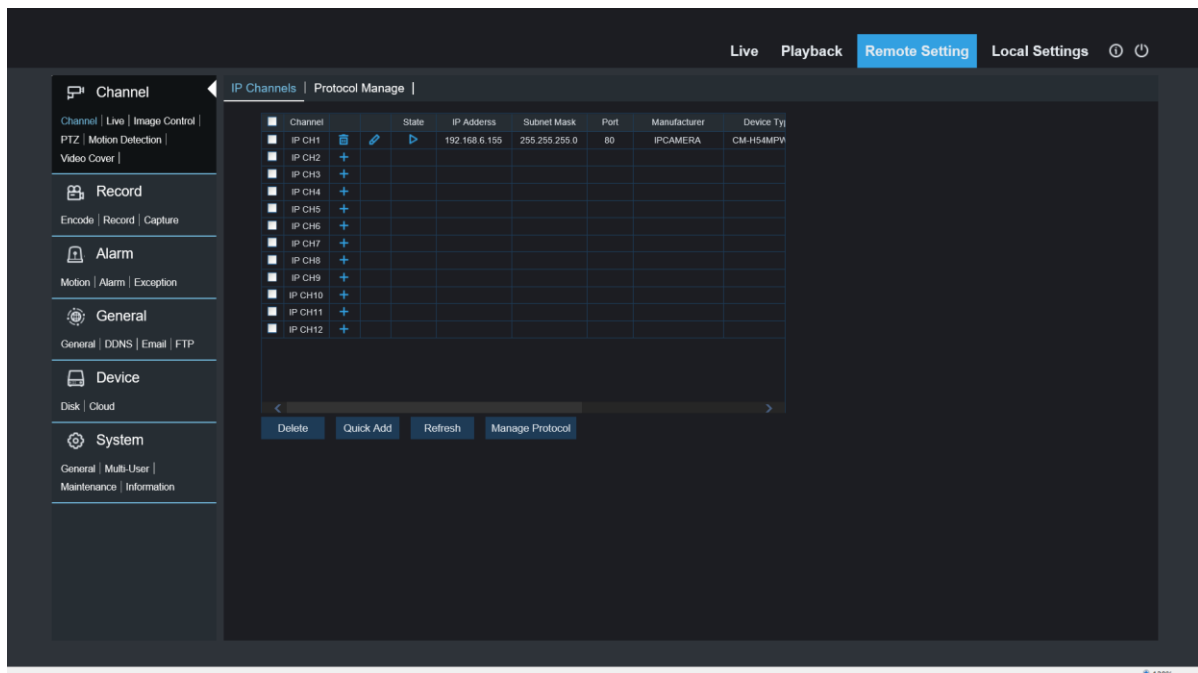 Live Playback Remote Setting Local Settings
Channel
Channel | Live | Image Control |
PTZ | Motion Detection |
Video Cover |
Record
Encode | Record | Capture
Alarm
Motion | Alarm | Exception
General
General | DDNS | Email | FTP
Device
Disk | Cloud
System
General | Multi-User |
Maintenance | Information
IP Channels | Protocol Manage |
Channel State IP Adderss Subnet Mask Port Manufacturer Device Ty
IP CH1 192.168.6.155 255.255.255.0 80 IPCAMERA CM-H54MPW
IP CH2
IP CH3
IP CH4
IP CH5
IP CH6
IP CH7
IP CH8
IP CH9
IP CH10
IP CH11
IP CH12
Delete Quick Add Refresh Manage Protocol